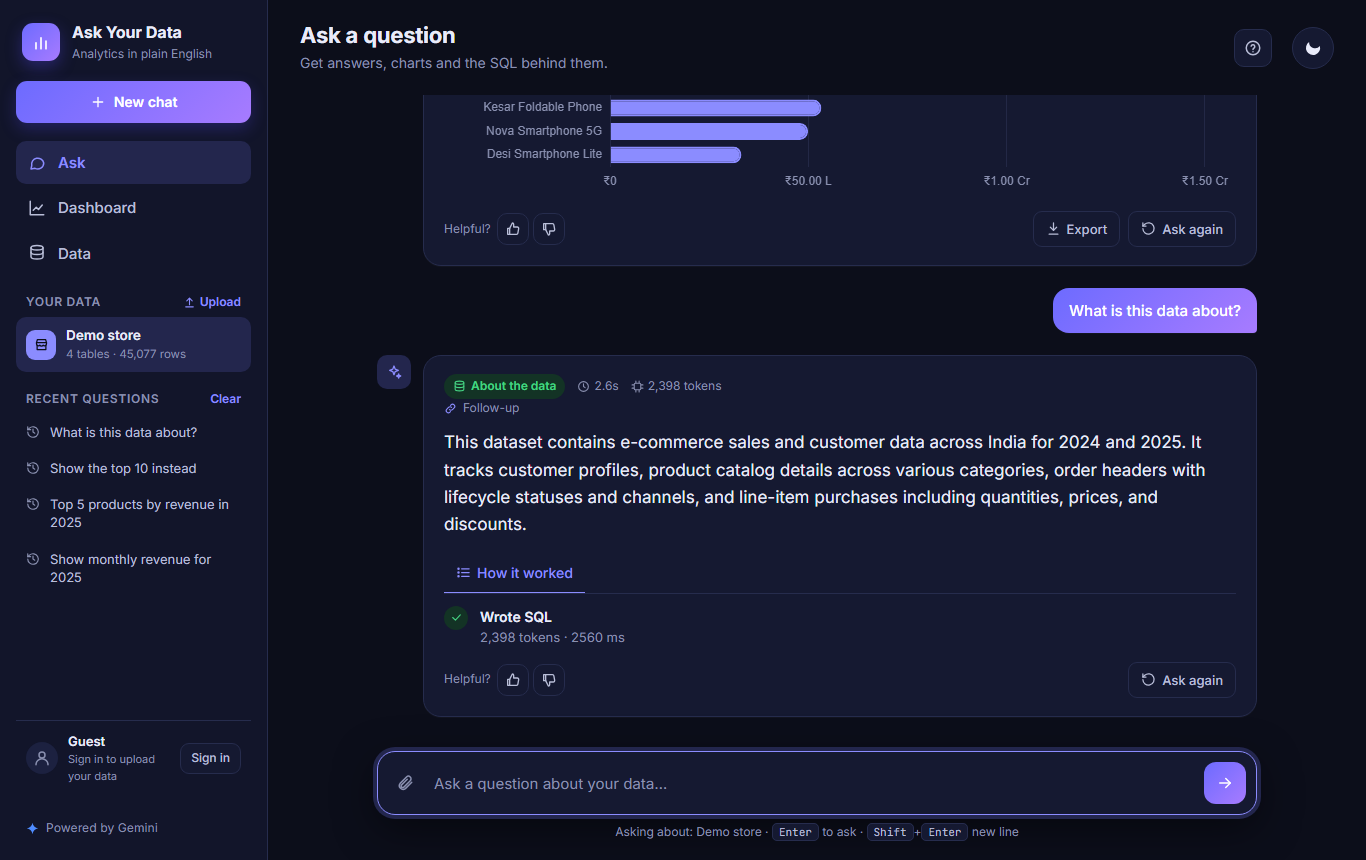 Ask Your Data
Analytics in plain English
New chat
Ask
Dashboard
Data
YOUR DATA
Upload
Demo store
4 tables · 45,077 rows
RECENT QUESTIONS
Clear
What is this data about?
Show the top 10 instead
Top 5 products by revenue in
2025
Show monthly revenue for
2025
Guest
Sign in to upload
your data
Sign in
Powered by Gemini
Ask a question
Get answers, charts and the SQL behind them.
Kesar Foldable Phone
Nova Smartphone 5G
Desi Smartphone Lite
₹0 ₹50.00 L ₹1.00 Cr ₹1.50 Cr
Helpful?
Export
Ask again
What is this data about?
About the data 2.6s 2,398 tokens
Follow-up
This dataset contains e-commerce sales and customer data across India for 2024 and 2025. It
tracks customer profiles, product catalog details across various categories, order headers with
lifecycle statuses and channels, and line-item purchases including quantities, prices, and
discounts.
How it worked
Wrote SQL
2,398 tokens · 2560 ms
Helpful?
Ask again
Ask a question about your data...
Asking about: Demo store · Enter to ask · Shift+Enter new line